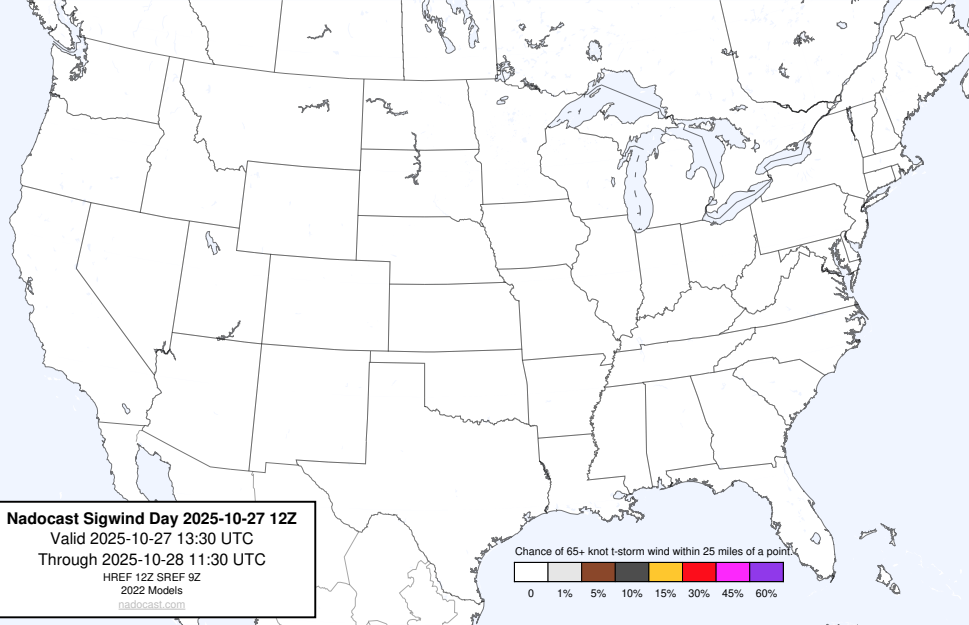 Nadocast Sigwind Day 2025-10-27 12Z
Valid 2025-10-27 13:30 UTC
Through 2025-10-28 11:30 UTC
HREF 12Z SREF 9Z
2022 Models
nadocast.com
Chance of 65+ knot t-storm wind within 25 miles of a point.
0 1% 5% 10% 15% 30% 45% 60%